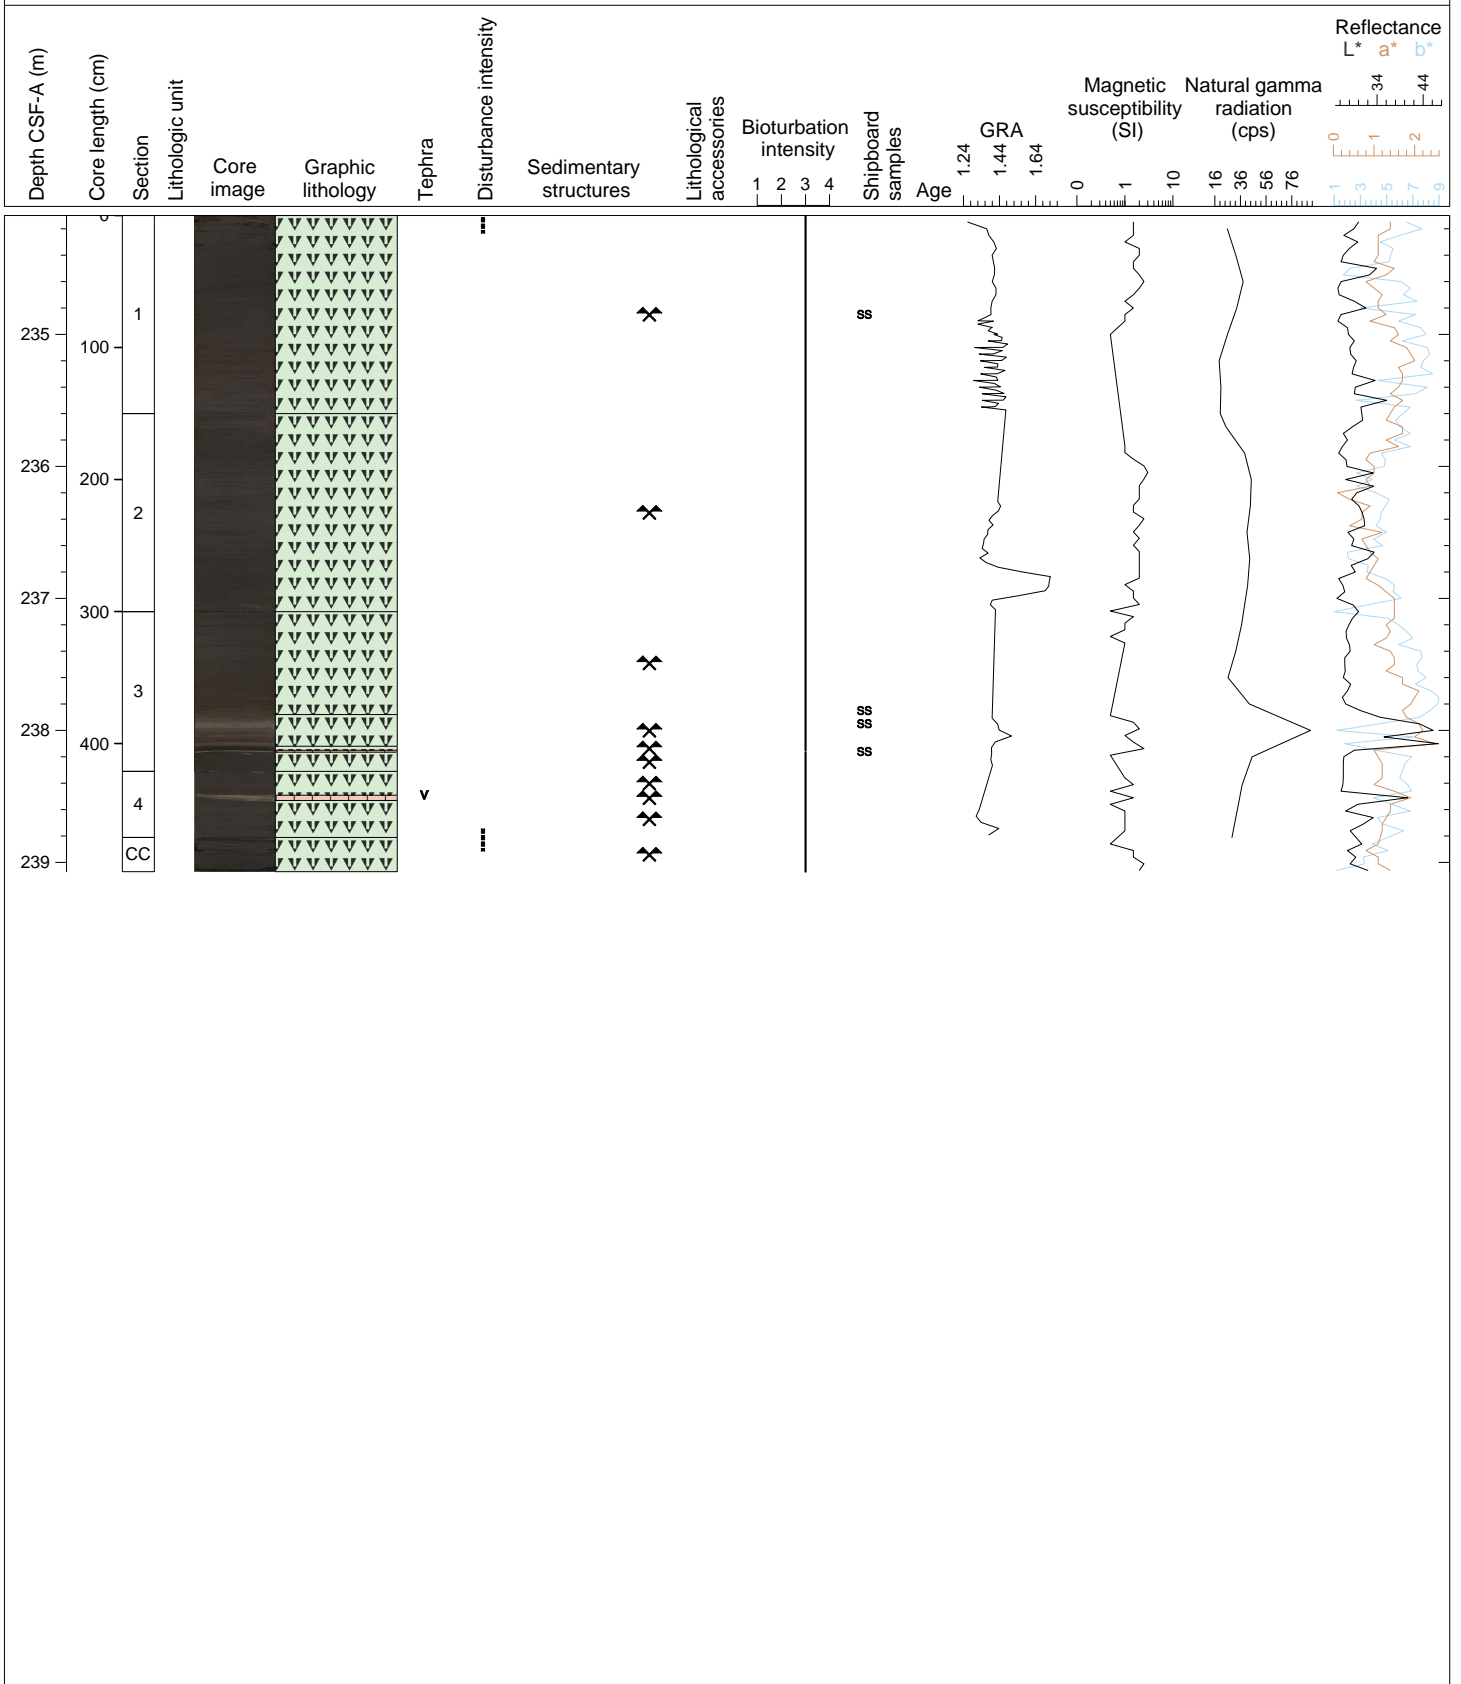 Depth CSF-A (m)
Core length (cm)
Section
Lithologic unit
Core
image
Graphic
lithology
Tephra
Disturbance intensity
Sedimentary
structures
Lithological
accessories
Bioturbation
intensity
1 2 3 4
Shipboard
samples
Age
GRA
1.24 1.44 1.64
Magnetic
susceptibility
(SI)
0 1 10
Natural gamma
radiation
(cps)
16 36 56 76
Reflectance
L* a* b*
34 44
0 1 2
1 3 5 7 9
0
1
ss
235
100
236
200
2
237
300
3
ss
238
ss
400
ss
v
4
CC
239